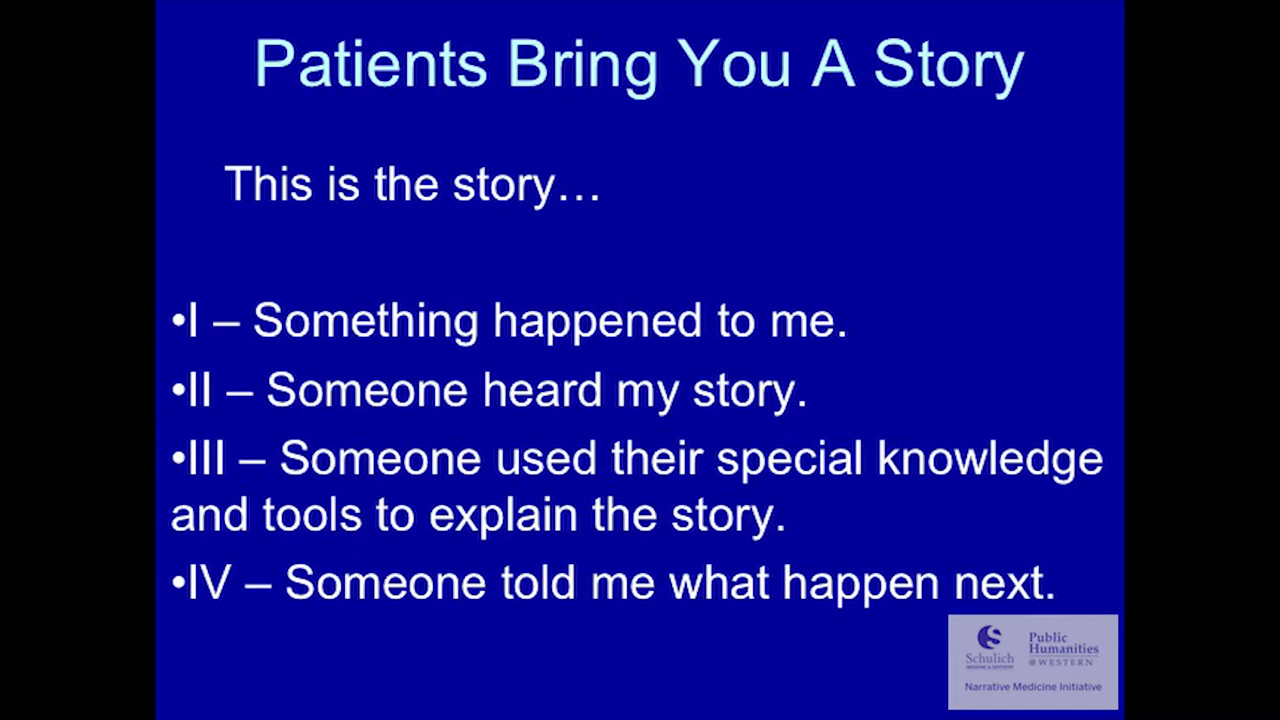 Patients Bring You A Story
This is the story…
•I – Something happened to me.
•II – Someone heard my story.
•III – Someone used their special knowledge
and tools to explain the story.
•IV – Someone told me what happen next.
Schulich
MEDICINE & DENTISTRY
Public
Humanities
@WESTERN
Narrative Medicine Initiative